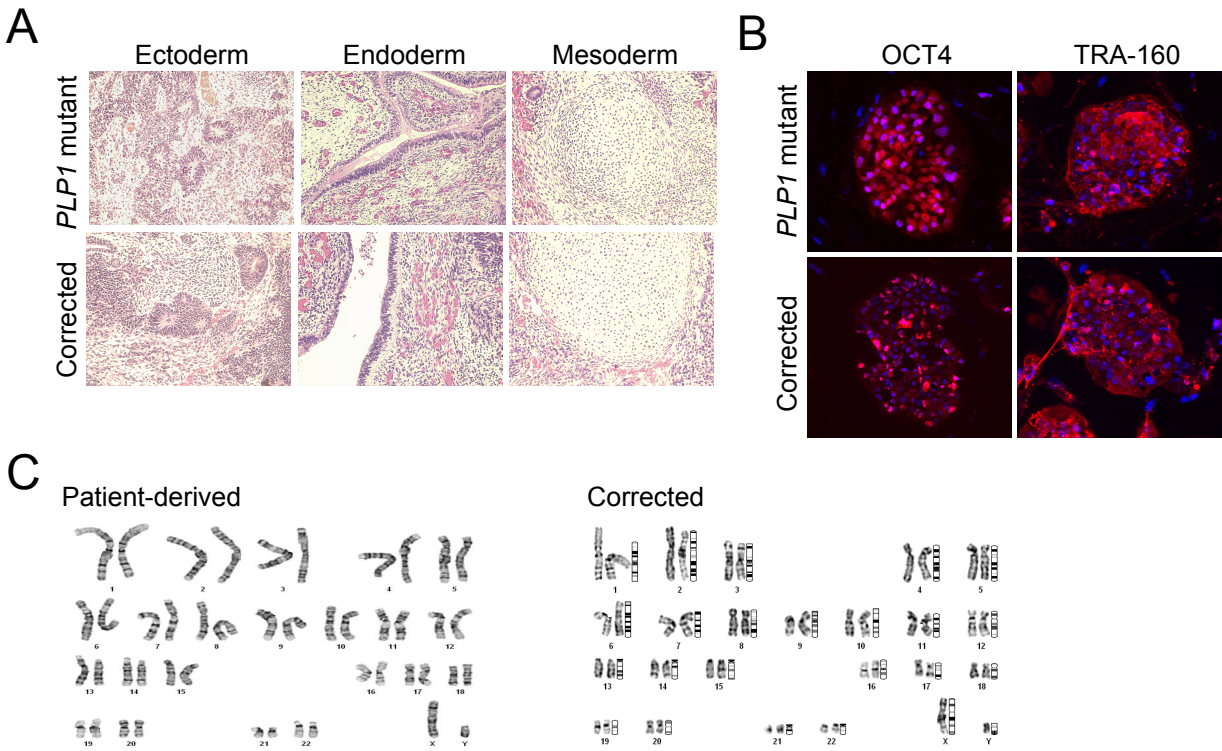 A
Ectoderm Endoderm Mesoderm
PLP1 mutant
Corrected
B
OCT4 TRA-160
PLP1 mutant
Corrected
C
Patient-derived
1 2 3 4 5
6 7 8 9 10 11 12
13 14 15 16 17 18
19 20 21 22 X Y
Corrected
1 2 3 4 5
6 7 8 9 10 11 12
13 14 15 16 17 18
19 20 21 22 X Y